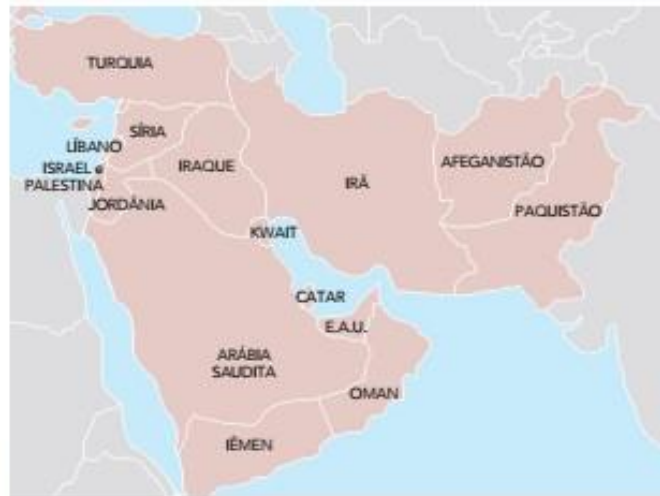 TURQUIA
SÍRIA
LÍBANO
ISRAEL e
PALESTINA
IRAQUE
JORDÂNIA
IRÃ
AFEGANISTÃO
PAQUISTÃO
KWAIT
CATAR
E.A.U.
ARÁBIA
SAUDITA
OMAN
IÊMEN